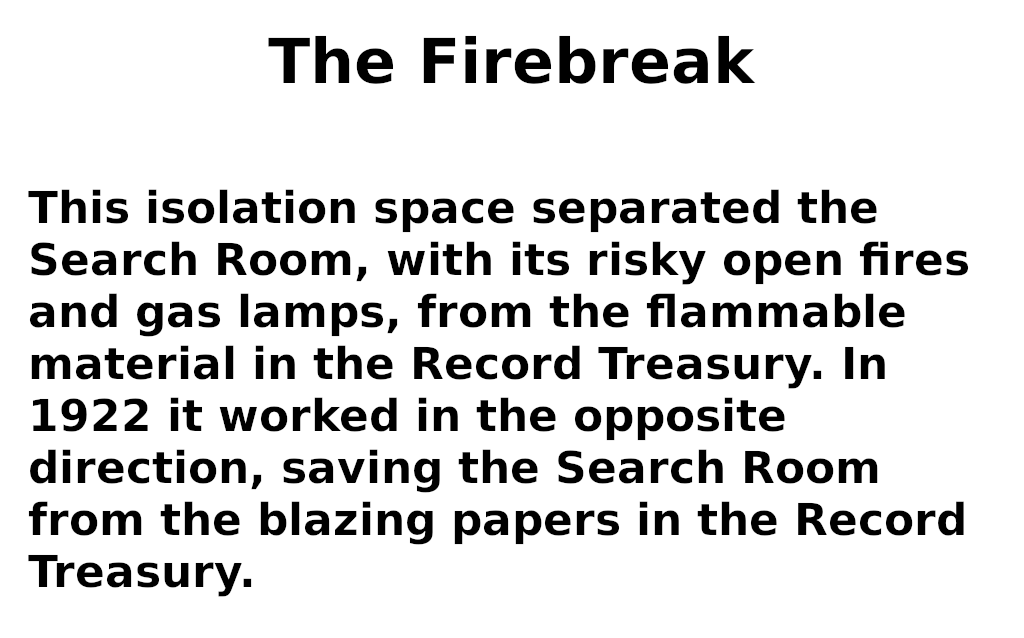 The Firebreak
This isolation space separated the
Search Room, with its risky open fires
and gas lamps, from the flammable
material in the Record Treasury. In
1922 it worked in the opposite
direction, saving the Search Room
from the blazing papers in the Record
Treasury.